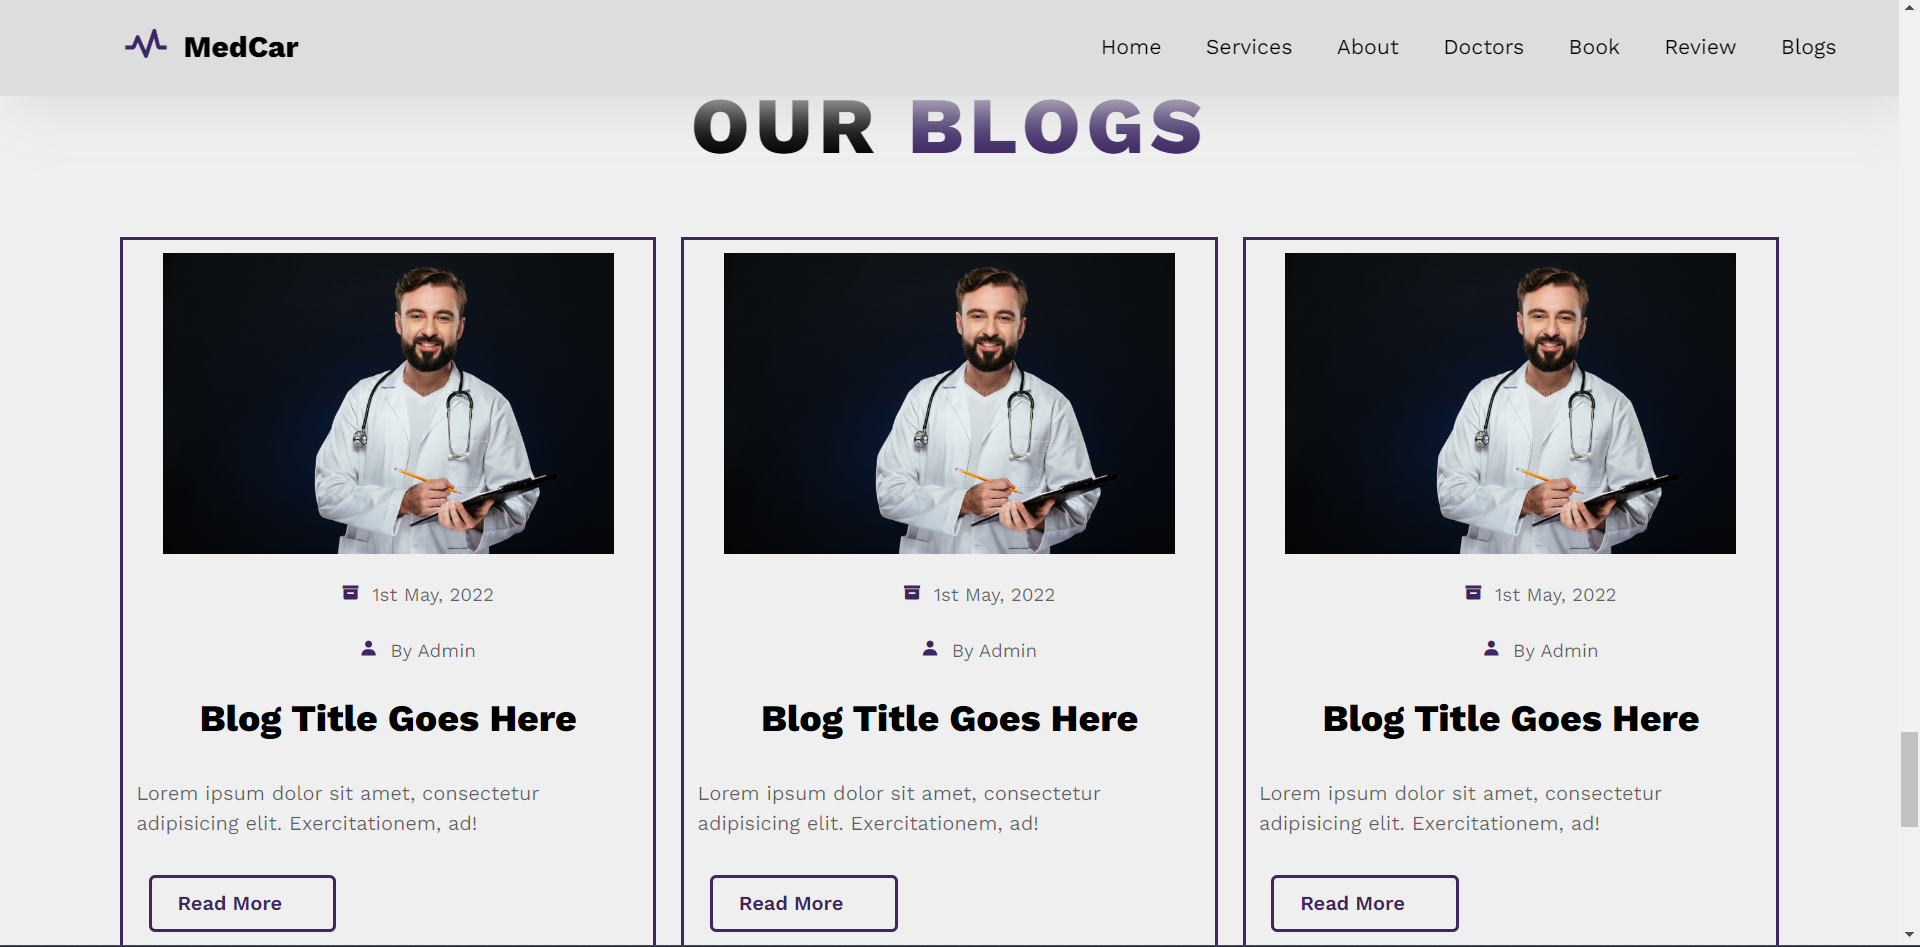 MedCar
Home Services About Doctors Book Review Blogs
OUR BLOGS
1st May, 2022
By Admin
Blog Title Goes Here
Lorem ipsum dolor sit amet, consectetur
adipisicing elit. Exercitationem, ad!
Read More
1st May, 2022
By Admin
Blog Title Goes Here
Lorem ipsum dolor sit amet, consectetur
adipisicing elit. Exercitationem, ad!
Read More
1st May, 2022
By Admin
Blog Title Goes Here
Lorem ipsum dolor sit amet, consectetur
adipisicing elit. Exercitationem, ad!
Read More